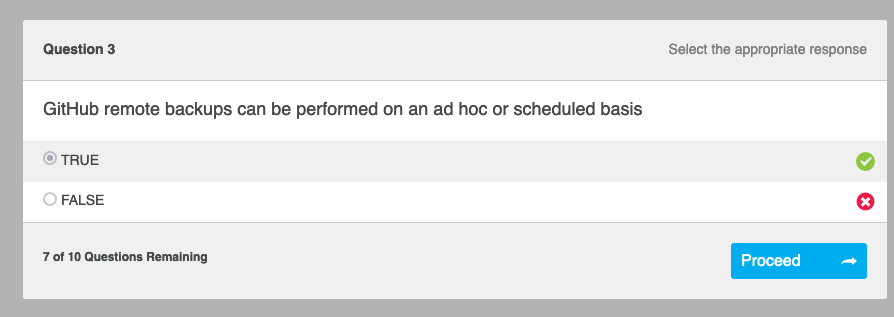 Question 3
Select the appropriate response
GitHub remote backups can be performed on an ad hoc or scheduled basis
TRUE
FALSE
7 of 10 Questions Remaining
Proceed